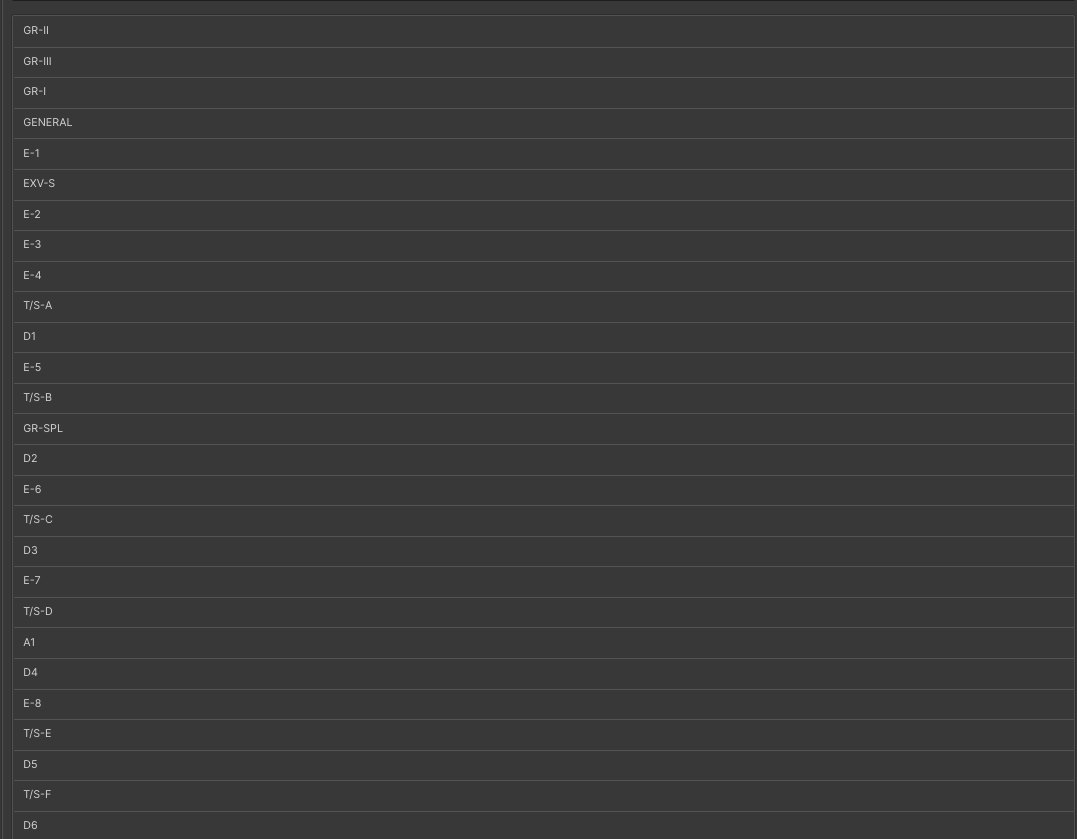 GR-II
GR-III
GR-I
GENERAL
E-1
EXV-S
E-2
E-3
E-4
T/S-A
D1
E-5
T/S-B
GR-SPL
D2
E-6
T/S-C
D3
E-7
T/S-D
A1
D4
E-8
T/S-E
D5
T/S-F
D6